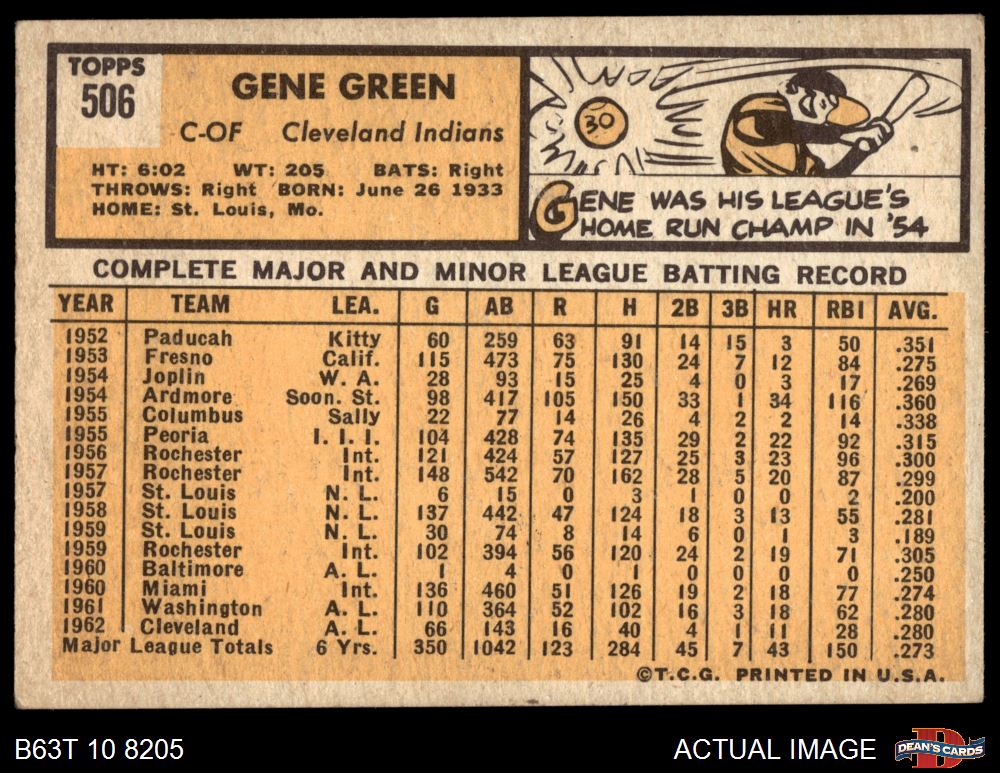 TOPPS
506
GENE GREEN
C-OF Cleveland Indians
HT: 6:02 WT: 205 BATS: Right
THROWS: Right BORN: June 26 1933
HOME: St. Louis, Mo.
30
GENE WAS HIS LEAGUE'S
HOME RUN CHAMP IN '54
COMPLETE MAJOR AND MINOR LEAGUE BATTING RECORD
YEAR TEAM LEA. G AB R H 2B 3B HR RBI AVG.
1952 Paducah Kitty 60 259 63 91 14 15 3 50 .351
1953 Fresno Calif. 115 473 75 130 24 7 12 84 .275
1954 Joplin W. A. 28 93 15 25 4 0 3 17 .269
1954 Ardmore Soon. St. 98 417 105 150 33 1 34 116 .360
1955 Columbus Sally 22 77 14 26 4 2 2 14 .338
1955 Peoria I. I. I. 104 428 74 135 29 2 22 92 .315
1956 Rochester Int. 121 424 57 127 25 3 23 96 .300
1957 Rochester Int. 148 542 70 162 28 5 20 87 .299
1957 St. Louis N. L. 6 15 0 3 1 0 0 2 .200
1958 St. Louis N. L. 137 442 47 124 18 3 13 55 .281
1959 St. Louis N. L. 30 74 8 14 6 0 1 3 .189
1959 Rochester Int. 102 394 56 120 24 2 19 71 .305
1960 Baltimore A. L. 1 4 0 1 0 0 0 0 .250
1960 Miami Int. 136 460 51 126 19 2 18 77 .274
1961 Washington A. L. 110 364 52 102 16 3 18 62 .280
1962 Cleveland A. L. 66 143 16 40 4 1 11 28 .280
Major League Totals 6 Yrs. 350 1042 123 284 45 7 43 150 .273
©T.C.G. PRINTED IN U.S.A.
B63T 10 8205
ACTUAL IMAGE
D
DEAN'S CARDS